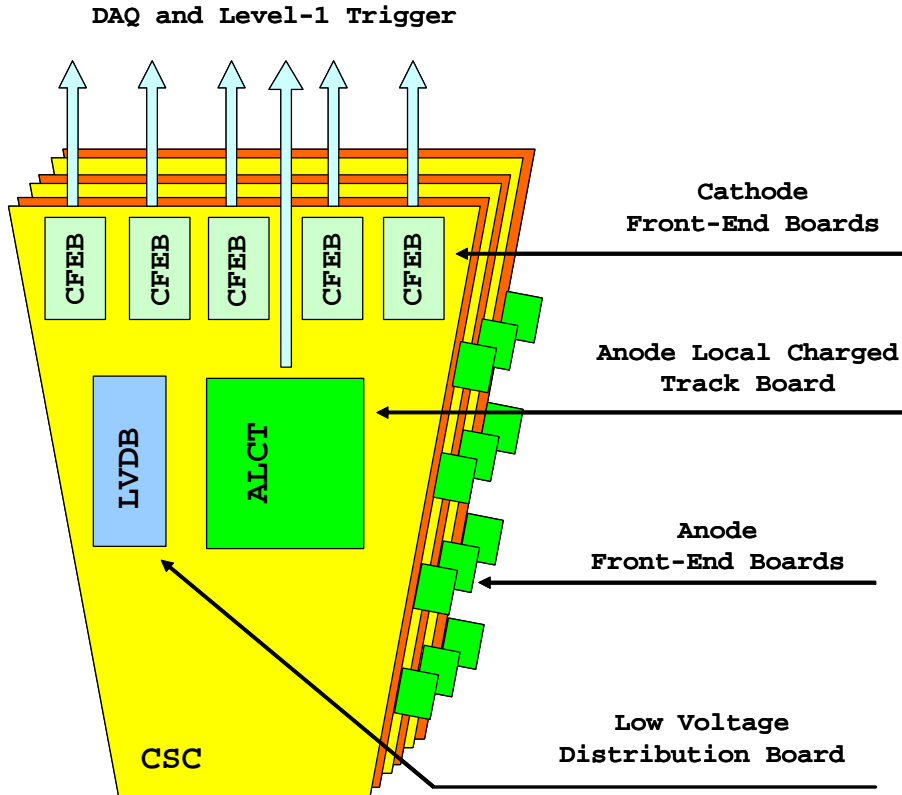 DAQ and Level-1 Trigger
Cathode
Front-End Boards
CFEB
CFEB
CFEB
CFEB
CFEB
Anode Local Charged
Track Board
LVDB
ALCT
Anode
Front-End Boards
Low Voltage
Distribution Board
CSC